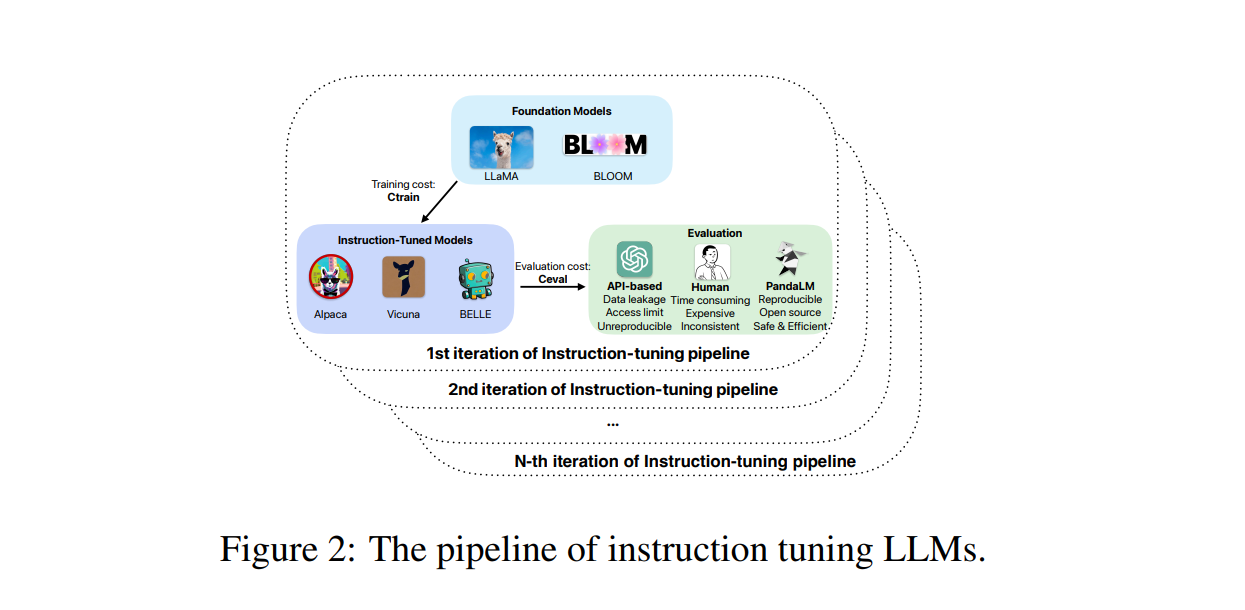 Foundation Models
BLOOM
LLaMA
BLOOM
Training cost:
Ctrain
Instruction-Tuned Models
Alpaca
Vicuna
BELLE
Evaluation cost:
Ceval
Evaluation
API-based
Data leakage
Access limit
Unreproducible
Human
Time consuming
Expensive
Inconsistent
PandaLM
Reproducible
Open source
Safe & Efficient
1st iteration of Instruction-tuning pipeline
2nd iteration of Instruction-tuning pipeline
...
N-th iteration of Instruction-tuning pipeline
Figure 2: The pipeline of instruction tuning LLMs.